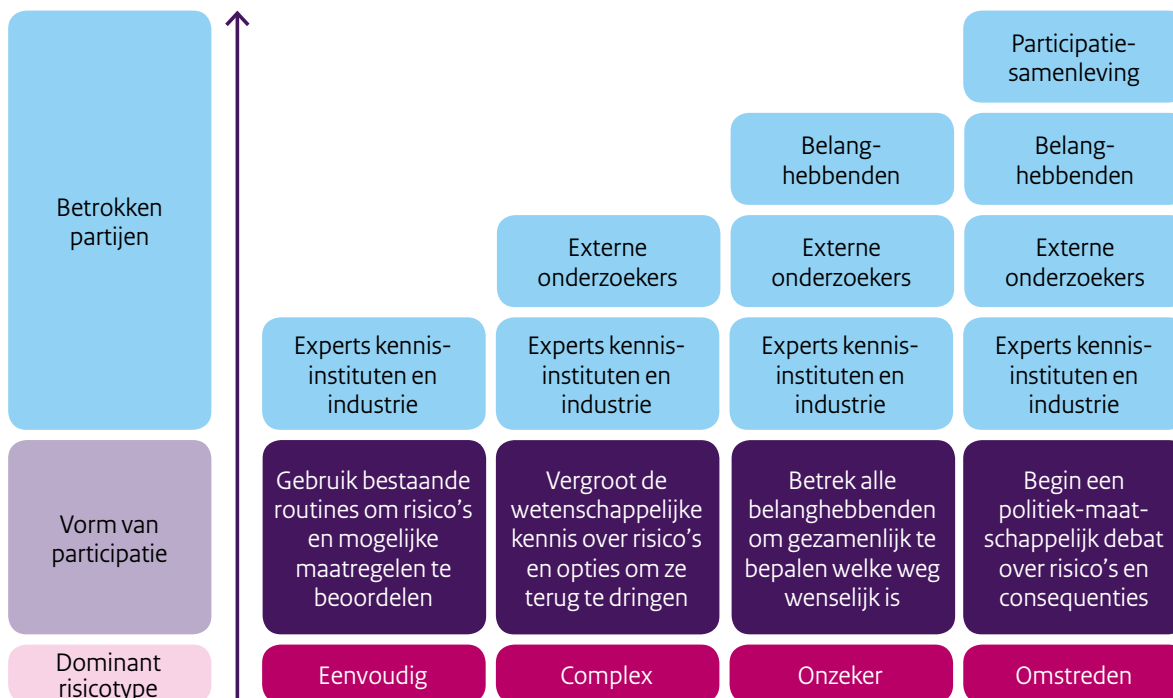 Participatie-
samenleving
Belang-
hebbenden
Belang-
hebbenden
Betrokken
partijen
Externe
onderzoekers
Externe
onderzoekers
Externe
onderzoekers
Experts kennis-
instituten en
industrie
Experts kennis-
instituten en
industrie
Experts kennis-
instituten en
industrie
Experts kennis-
instituten en
industrie
Vorm van
participatie
Gebruik bestaande
routines om risico’s
en mogelijke
maatregelen te
beoordelen
Vergroot de
wetenschappelijke
kennis over risico’s
en opties om ze
terug te dringen
Betrek alle
belanghebbenden
om gezamenlijk te
bepalen welke weg
wenselijk is
Begin een
politiek-maat-
schappelijk debat
over risico’s en
consequenties
Dominant
risicotype
Eenvoudig
Complex
Onzeker
Omstreden